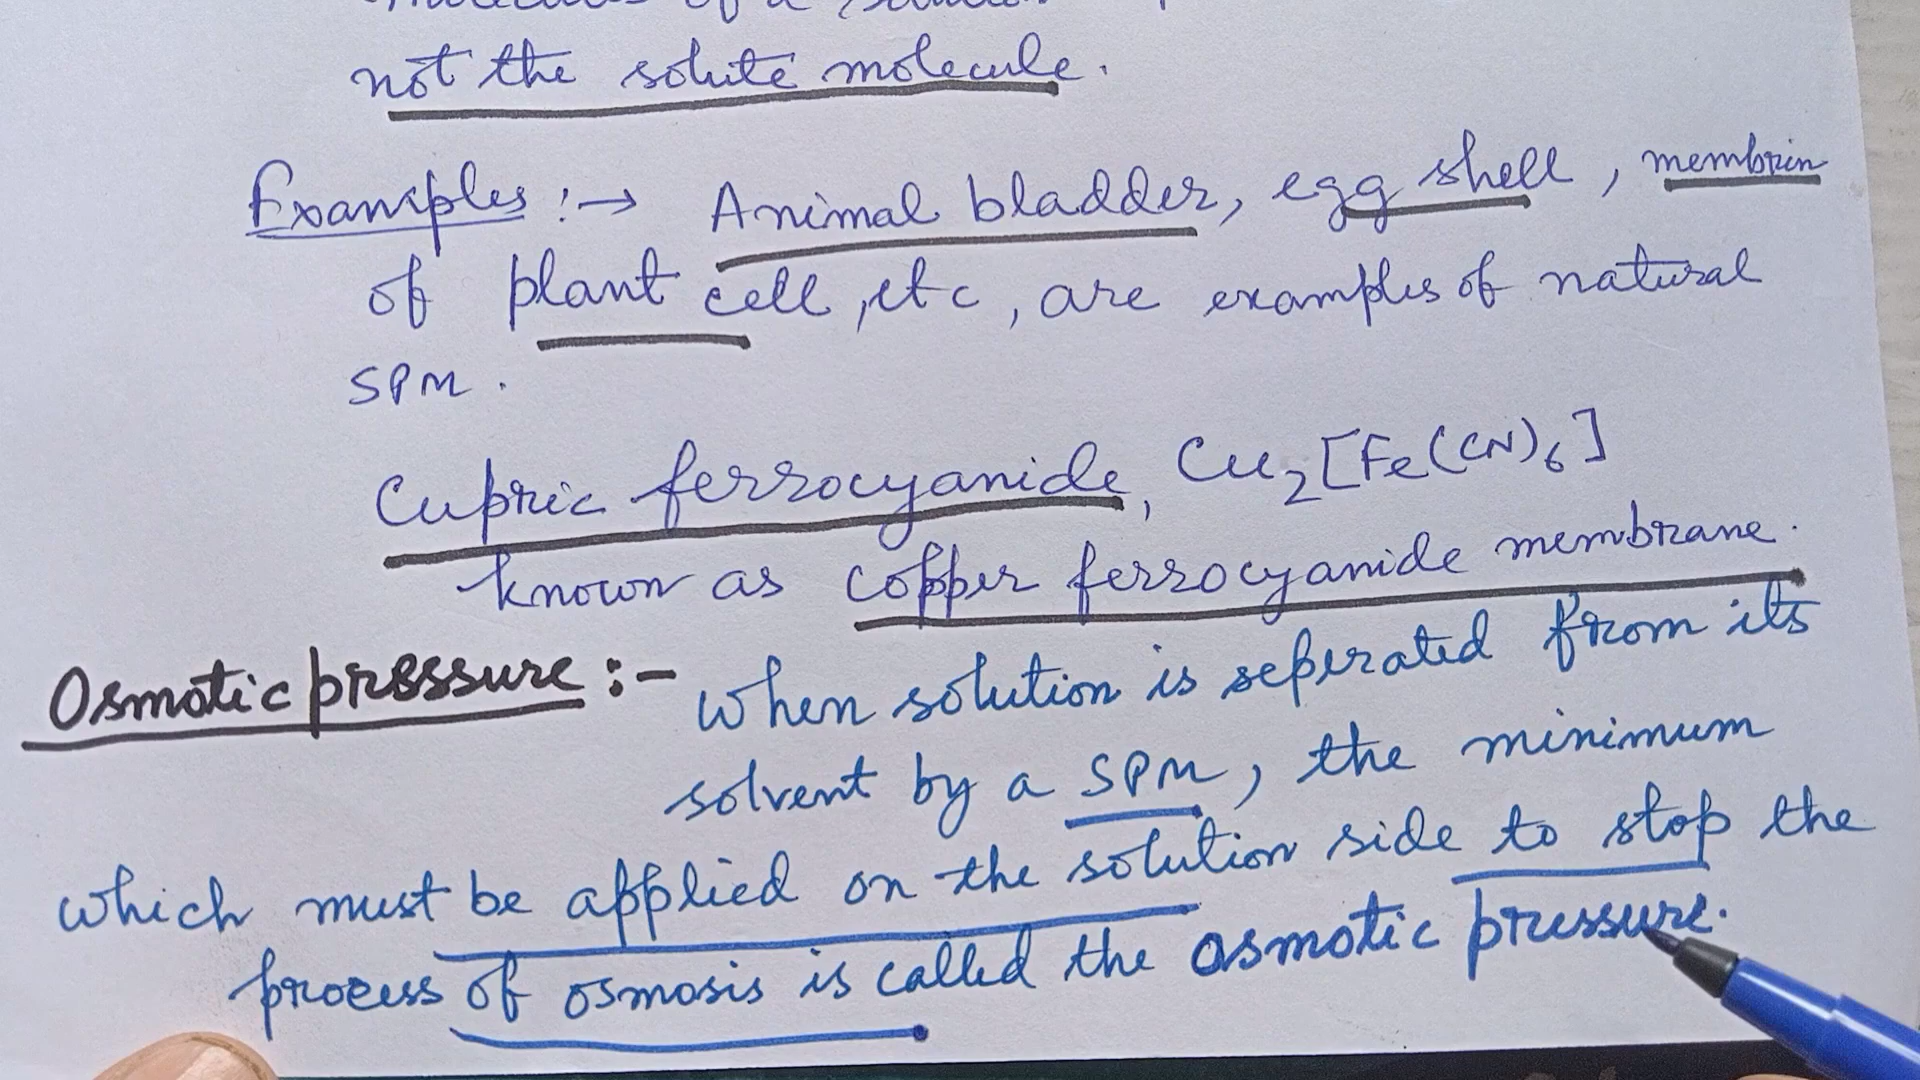 of a
not the solute molecule.
Examples :→ Animal bladder, egg shell, membrin
of plant cell, etc, are examples of natural
SPM.
Cupric ferrocyanide, Cu₂[Fe(CN)₆]
known as copper ferrocyanide membrane.
Osmotic pressure :- When solution is seperated from its
solvent by a SPM, the minimum
which must be applied on the solution side to stop the
process of osmosis is called the osmotic pressure.